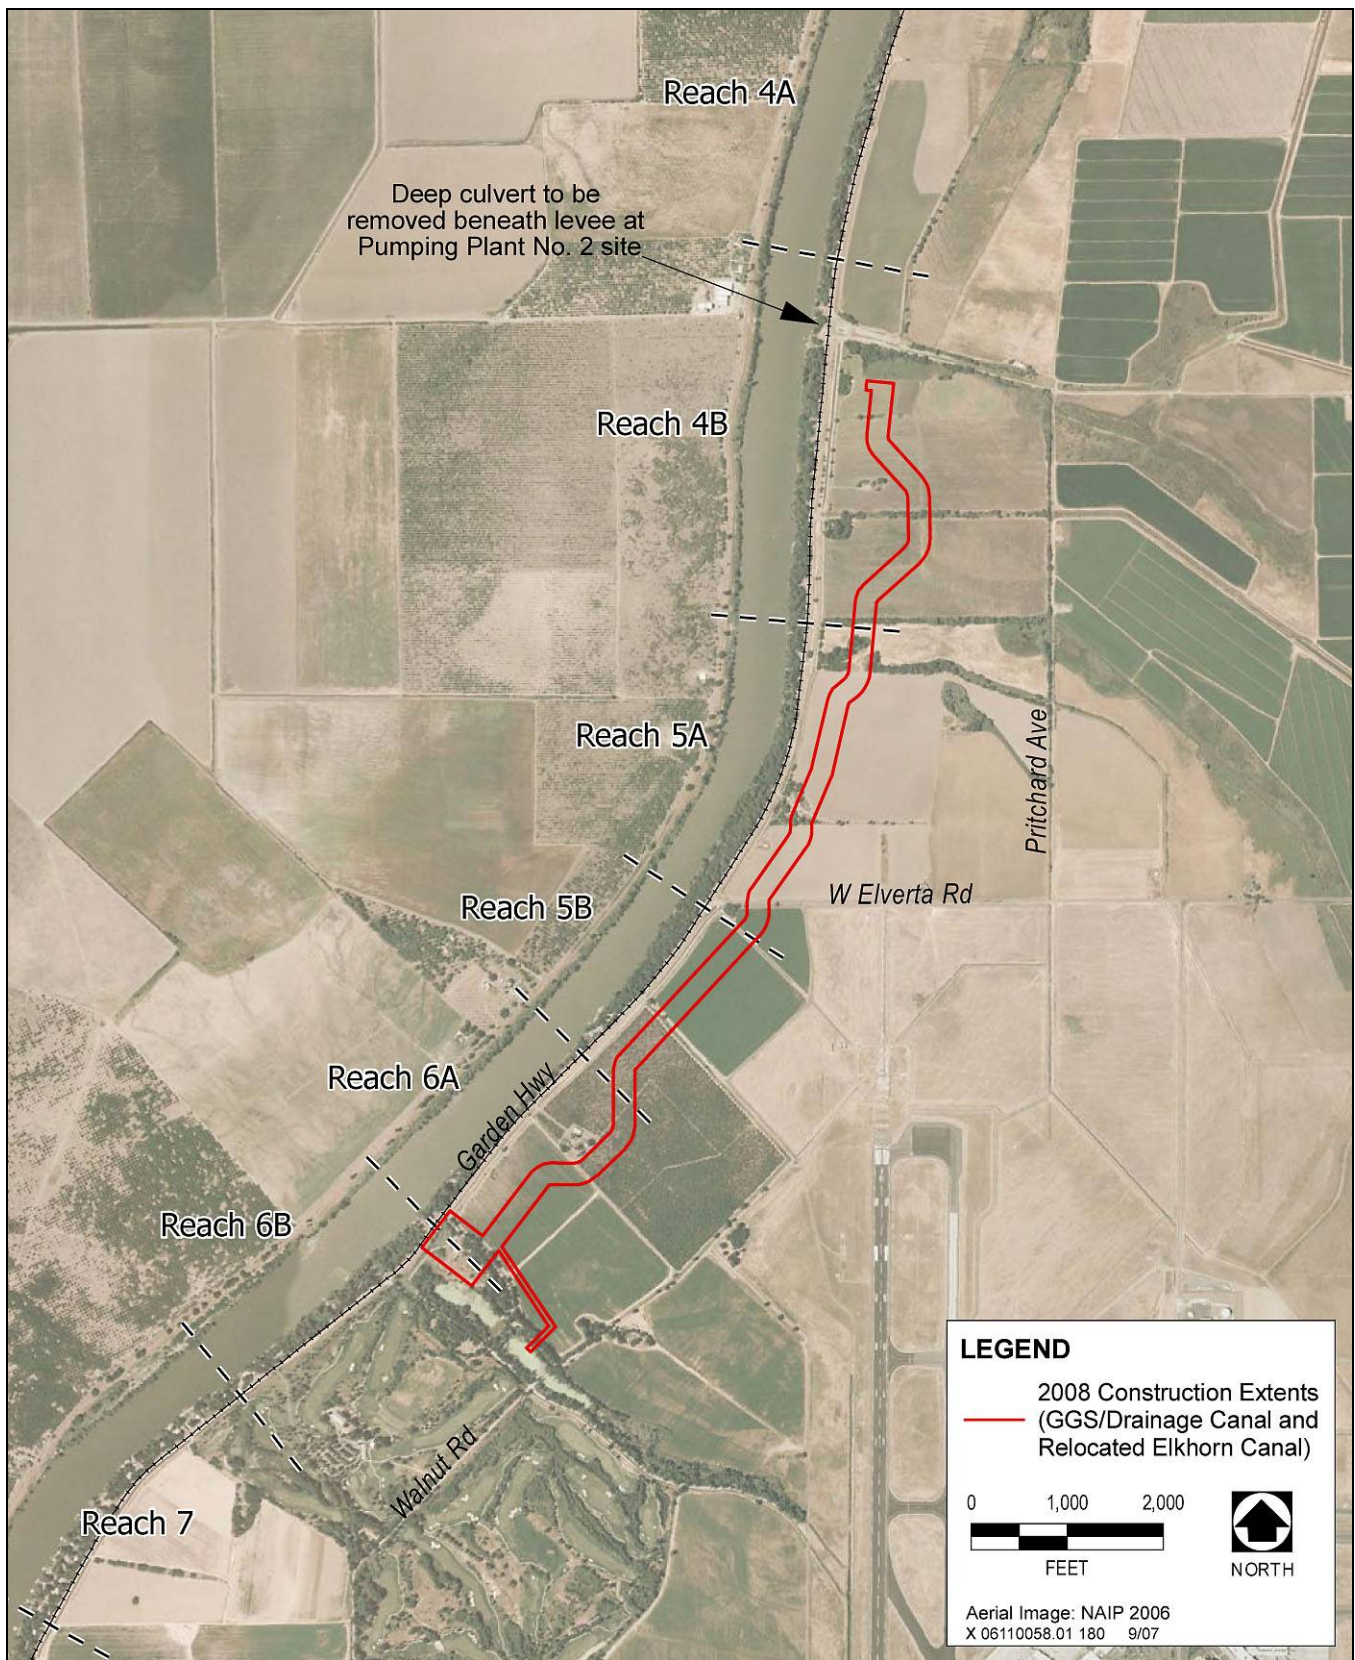 Reach 4A
Deep culvert to be
removed beneath levee at
Pumping Plant No. 2 site
Reach 4B
Reach 5A
Pritchard Ave
W Elverta Rd
Reach 5B
Reach 6A
Garden Hwy
Reach 6B
Walnut Rd
Reach 7
LEGEND
2008 Construction Extents
(GGS/Drainage Canal and
Relocated Elkhorn Canal)
0 1,000 2,000
FEET
NORTH
Aerial Image: NAIP 2006
X 06110058.01 180 9/07